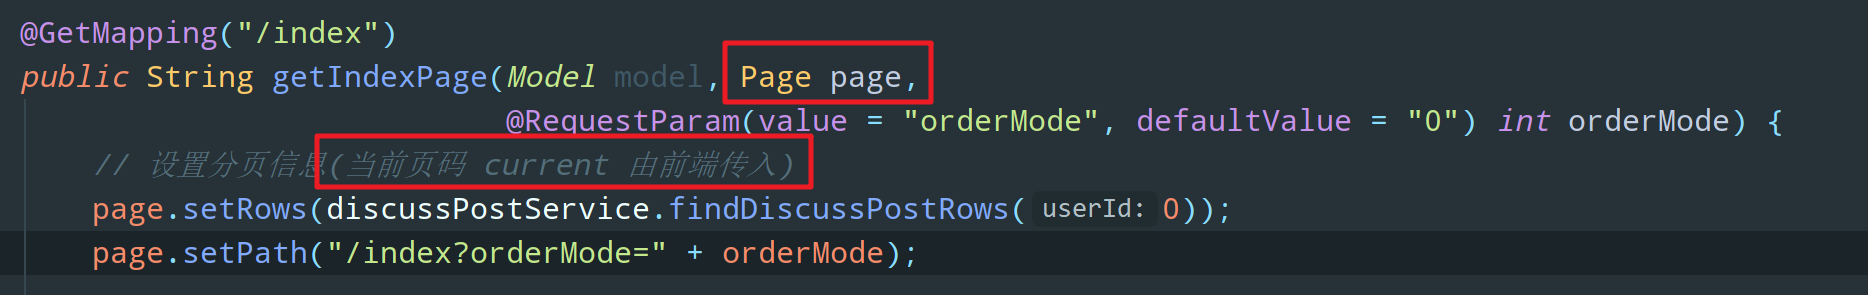 @GetMapping("/index")
public String getIndexPage(Model model, Page page,
@RequestParam(value = "orderMode", defaultValue = "0") int orderMode) {
// 设置分页信息(当前页码 current 由前端传入)
page.setRows(discussPostService.findDiscussPostRows( userId: 0));
page.setPath("/index?orderMode=" + orderMode);